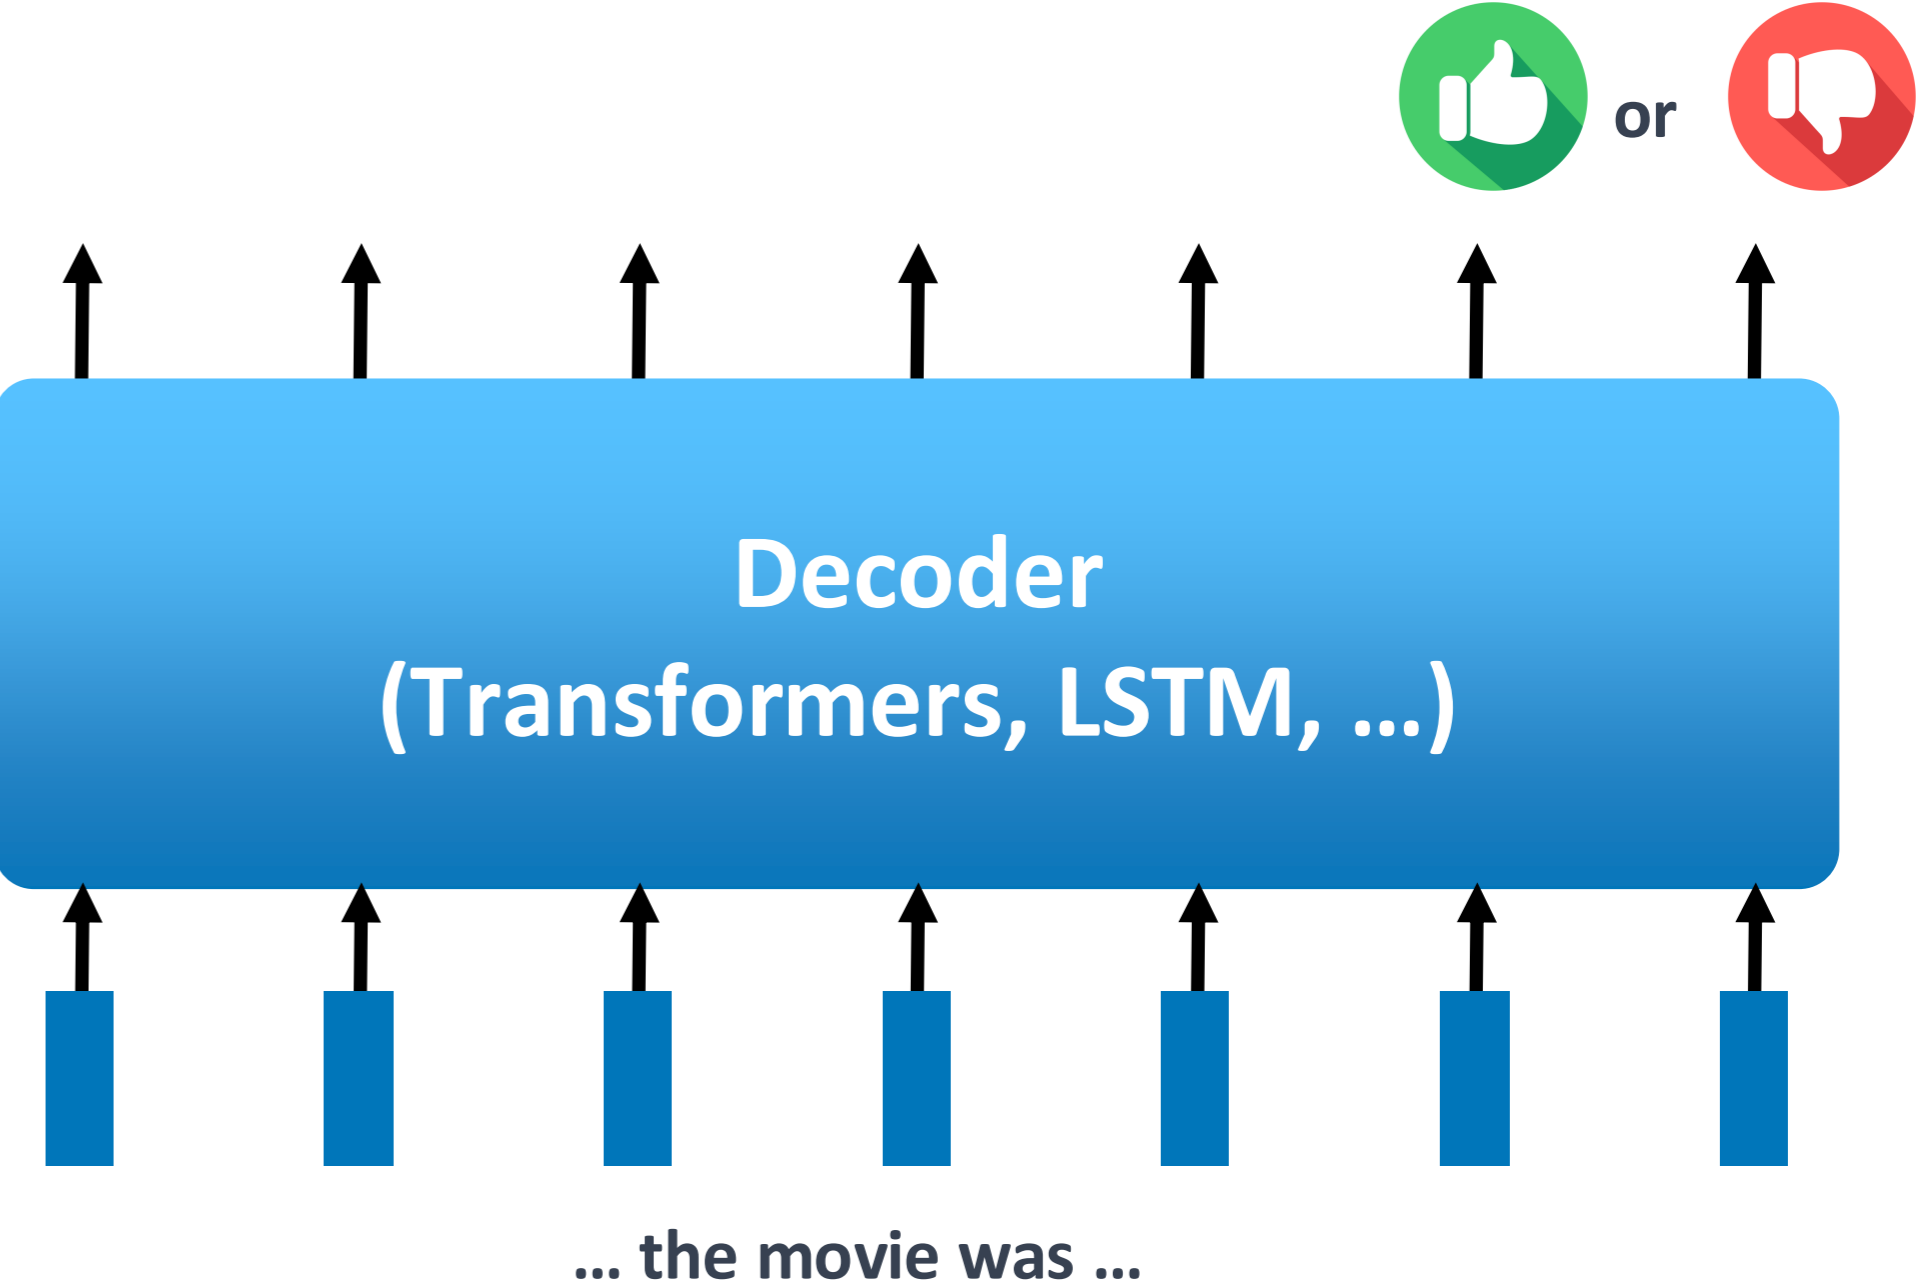 or
Decoder
(Transformers, LSTM, …)
… the movie was …